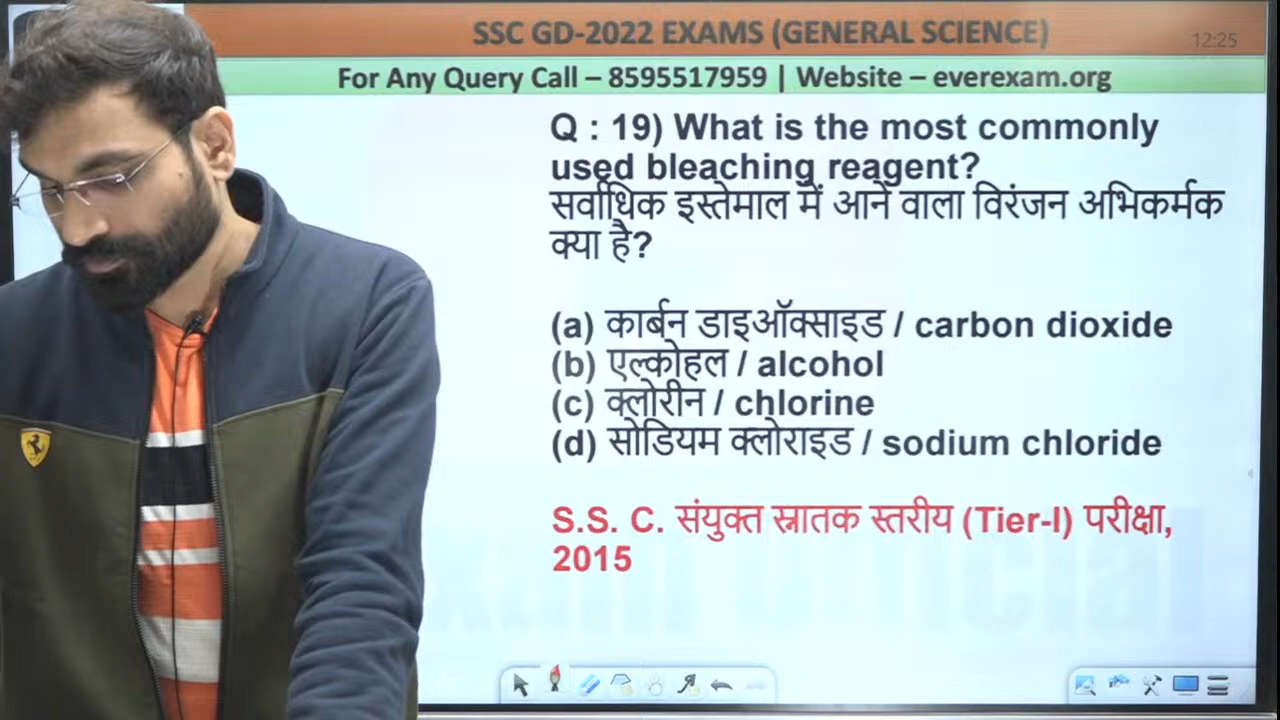 SSC GD-2022 EXAMS (GENERAL SCIENCE)
12:25
For Any Query Call – 8595517959 | Website – everexam.org
Q : 19) What is the most commonly
used bleaching reagent?
सर्वाधिक इस्तेमाल में आने वाला विरंजन अभिकर्मक
क्या है?
(a) कार्बन डाइऑक्साइड / carbon dioxide
(b) एल्कोहल / alcohol
(c) क्लोरीन / chlorine
(d) सोडियम क्लोराइड / sodium chloride
S.S. C. संयुक्त स्नातक स्तरीय (Tier-I) परीक्षा,
2015